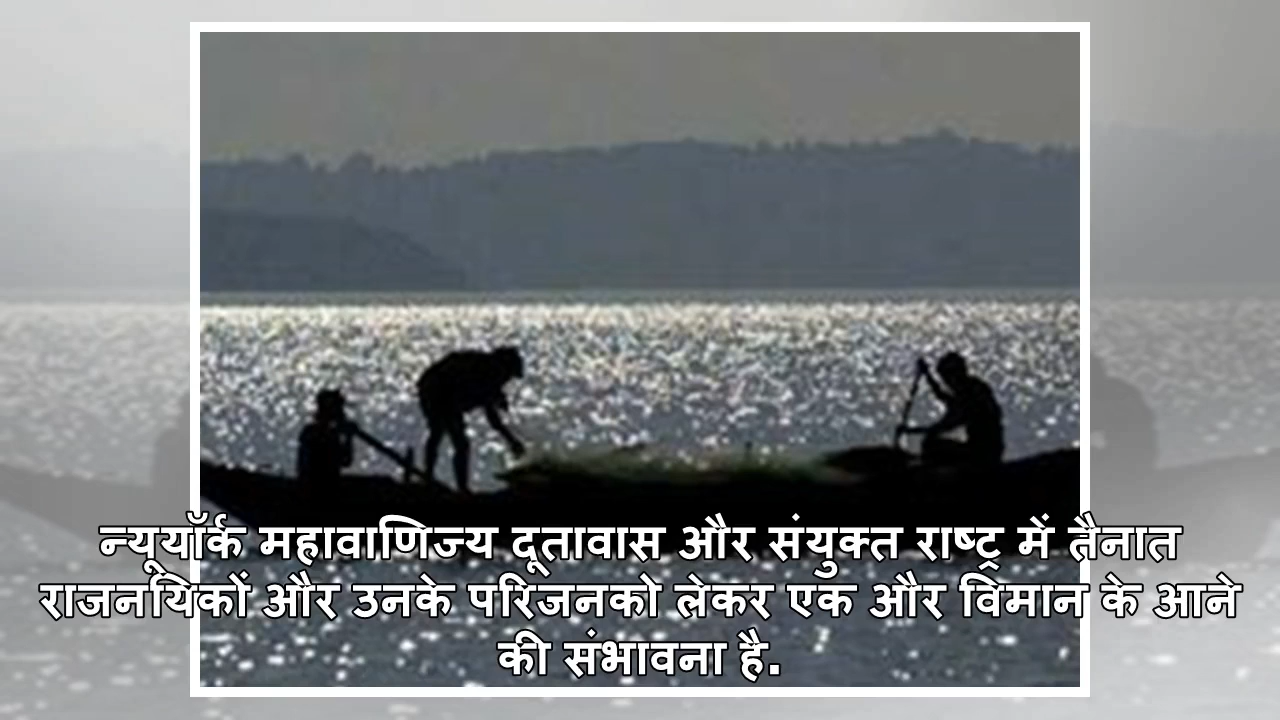 न्यूयॉर्क महावाणिज्य दूतावास और संयुक्त राष्ट्र में तैनात
राजनयिकों और उनके परिजनको लेकर एक और विमान के आने
की संभावना है.